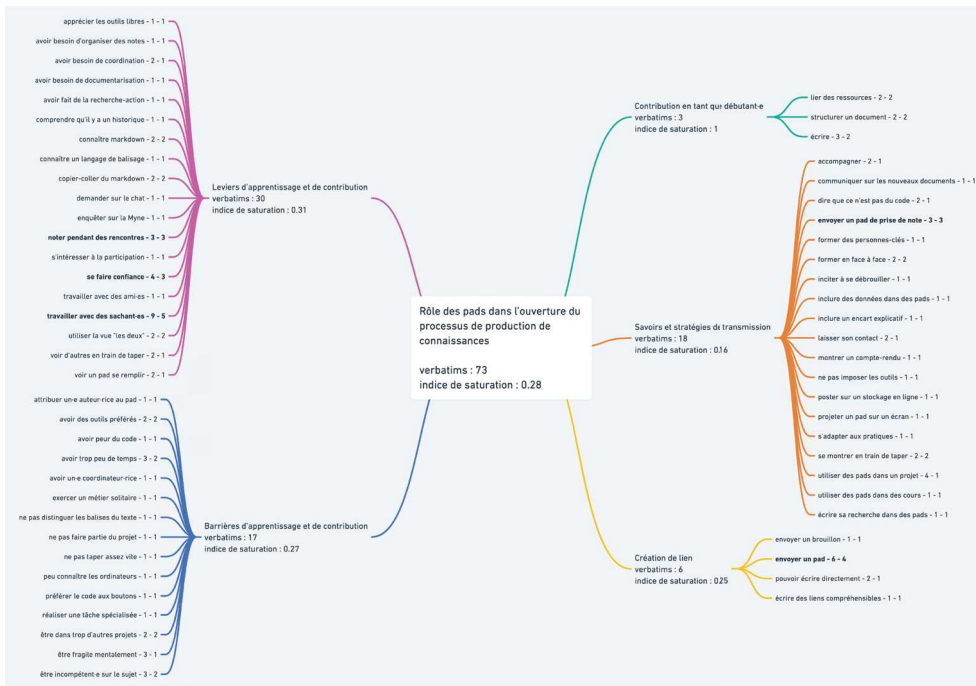 apprécier les outils libres - 1 - 1
avoir besoin d'organiser des notes - 1 - 1
avoir besoin de coordination - 2 - 1
avoir besoin de documentarisation - 1 - 1
avoir fait de la recherche-action - 1 - 1
comprendre qu'il y a un historique - 1 - 1
connaître markdown - 2 - 2
connaître un langage de balisage - 1 - 1
copier-coller du markdown - 2 - 2
demander sur le chat - 1 - 1
enquêter sur la Myne - 1 - 1
noter pendant des rencontres - 3 - 3
s'intéresser à la participation - 1 - 1
se faire confiance - 4 - 3
travailler avec des ami·es - 1 - 1
travailler avec des sachant·es - 9 - 5
utiliser la vue "les deux" - 2 - 2
voir d'autres en train de taper - 2 - 1
voir un pad se remplir - 2 - 1
Leviers d'apprentissage et de contribution
verbatims : 30
indice de saturation : 0.31
attribuer un·e auteur·rice au pad - 1 - 1
avoir des outils préférés - 2 - 2
avoir peur du code - 1 - 1
avoir trop peu de temps - 3 - 2
avoir un·e coordinateur·rice - 1 - 1
exercer un métier solitaire - 1 - 1
ne pas distinguer les balises du texte - 1 - 1
ne pas faire partie du projet - 1 - 1
ne pas taper assez vite - 1 - 1
peu connaître les ordinateurs - 1 - 1
préférer le code aux boutons - 1 - 1
réaliser une tâche spécialisée - 1 - 1
être dans trop d'autres projets - 2 - 2
être fragile mentalement - 3 - 1
être incompétent·e sur le sujet - 3 - 2
Barrières d'apprentissage et de contribution
verbatims : 17
indice de saturation : 0.27
Rôle des pads dans l'ouverture du
processus de production de
connaissances
verbatims : 73
indice de saturation : 0.28
Contribution en tant que débutant·e
verbatims : 3
indice de saturation : 1
lier des ressources - 2 - 2
structurer un document - 2 - 2
écrire - 3 - 2
Savoirs et stratégies de transmission
verbatims : 18
indice de saturation : 0.16
accompagner - 2 - 1
communiquer sur les nouveaux documents - 1 - 1
dire que ce n'est pas du code - 2 - 1
envoyer un pad de prise de note - 3 - 3
former des personnes-clés - 1 - 1
former en face à face - 2 - 2
inciter à se débrouiller - 1 - 1
inclure des données dans des pads - 1 - 1
inclure un encart explicatif - 1 - 1
laisser son contact - 2 - 1
montrer un compte-rendu - 1 - 1
ne pas imposer les outils - 1 - 1
poster sur un stockage en ligne - 1 - 1
projeter un pad sur un écran - 1 - 1
s'adapter aux pratiques - 1 - 1
se montrer en train de taper - 2 - 2
utiliser des pads dans un projet - 4 - 1
utiliser des pads dans des cours - 1 - 1
écrire sa recherche dans des pads - 1 - 1
Création de lien
verbatims : 6
indice de saturation : 0.25
envoyer un brouillon - 1 - 1
envoyer un pad - 6 - 4
pouvoir écrire directement - 2 - 1
écrire des liens compréhensibles - 1 - 1